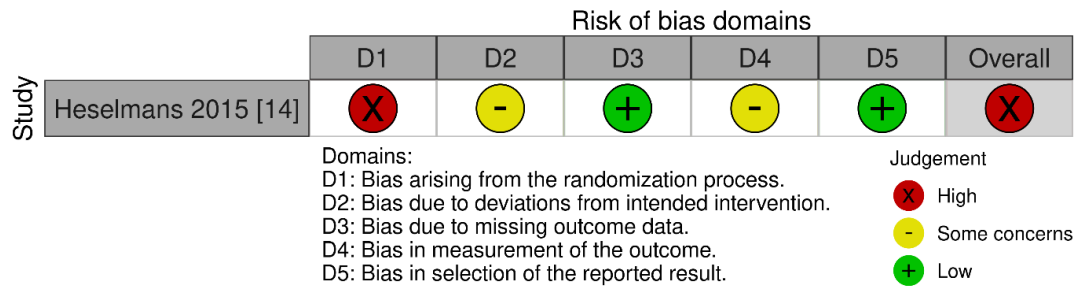 Risk of bias domains
D1 D2 D3 D4 D5 Overall
Study
Heselmans 2015 [14] X - + - + X
Domains:
D1: Bias arising from the randomization process.
D2: Bias due to deviations from intended intervention.
D3: Bias due to missing outcome data.
D4: Bias in measurement of the outcome.
D5: Bias in selection of the reported result.
Judgement
X High
- Some concerns
+ Low